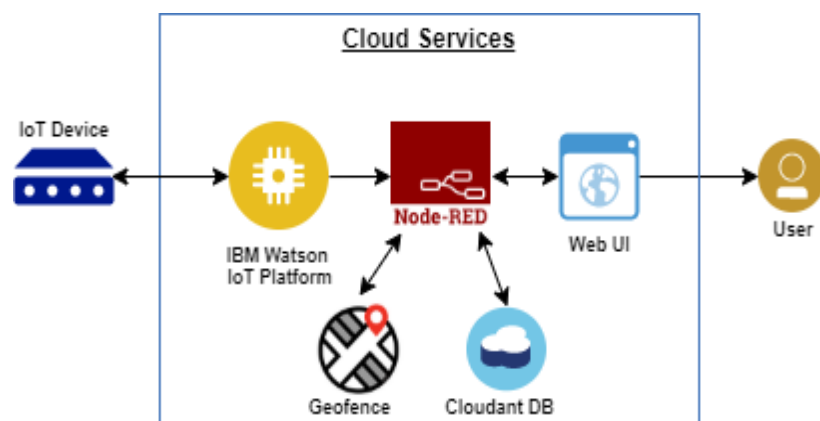 Cloud Services
IoT Device
Node-RED
IBM Watson
IoT Platform
Web UI
User
Geofence
Cloudant DB